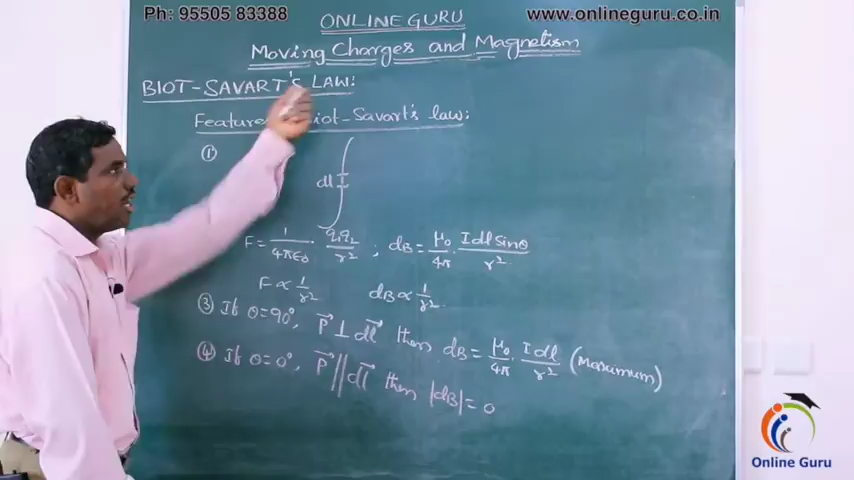 Ph: 95505 83388
www.onlineguru.co.in
ONLINE GURU
Moving Charges and Magnetism
BIOT-SAVART'S LAW:
Feature Biot-Savart's law:
①
dl I
F = 1/4πε₀ · q₁q₂/r² ; dB = μ₀/4π · Idl sinθ/r²
F ∝ 1/r² dB ∝ 1/r²
③ If θ=90°, P⃗ ⊥ dl⃗ then dB = μ₀/4π · Idl/r² (Maximum)
④ If θ=0°, P⃗ || dl⃗ then |dB| = 0
Online Guru